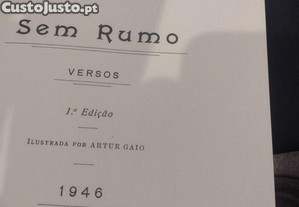 CustoJusto.pt
Sem Rumo
VERSOS
1.ª Edição
ILUSTRADA POR ARTUR GAIO
1946